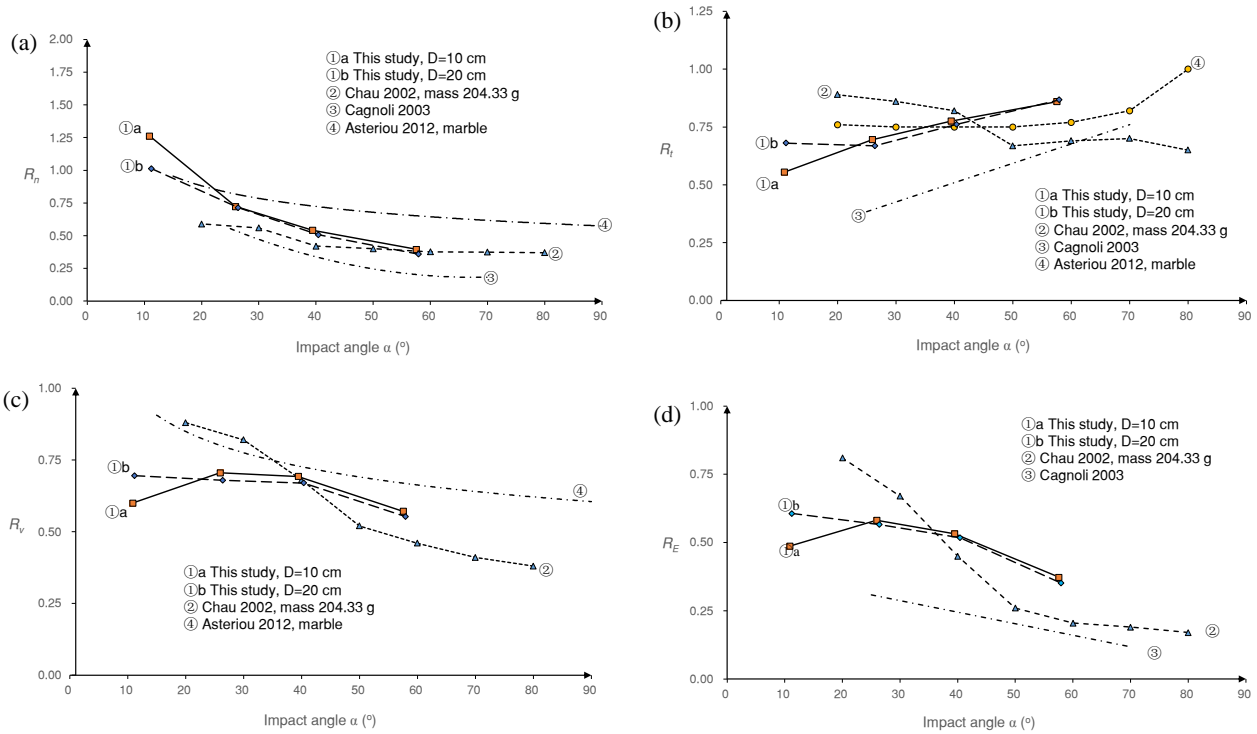 (a)
2.00
1.75
1.50
1.25
1.00
0.75
0.50
0.25
0.00
Rn
①a This study, D=10 cm
①b This study, D=20 cm
② Chau 2002, mass 204.33 g
③ Cagnoli 2003
④ Asteriou 2012, marble
①a
①b
④
②
③
0 10 20 30 40 50 60 70 80 90
Impact angle α (°)
(b)
1.25
1.00
0.75
0.50
0.25
0.00
Rt
④
②
①b
①a
③
①a This study, D=10 cm
①b This study, D=20 cm
② Chau 2002, mass 204.33 g
③ Cagnoli 2003
④ Asteriou 2012, marble
0 10 20 30 40 50 60 70 80 90
Impact angle α (°)
(c)
1.00
0.75
0.50
0.25
0.00
Rv
①b
①a
④
②
①a This study, D=10 cm
①b This study, D=20 cm
② Chau 2002, mass 204.33 g
④ Asteriou 2012, marble
0 10 20 30 40 50 60 70 80 90
Impact angle α (°)
(d)
1.00
0.75
0.50
0.25
0.00
RE
①a This study, D=10 cm
①b This study, D=20 cm
② Chau 2002, mass 204.33 g
③ Cagnoli 2003
①b
①a
②
③
0 10 20 30 40 50 60 70 80 90
Impact angle α (°)